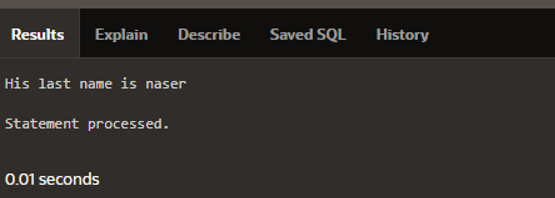 Results Explain Describe Saved SQL History
His last name is naser
Statement processed.
0.01 seconds